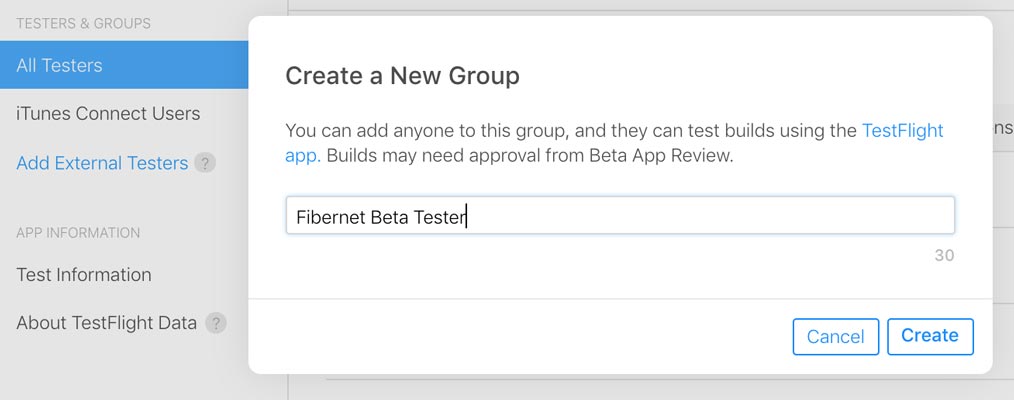 TESTERS & GROUPS
All Testers
iTunes Connect Users
Add External Testers ?
APP INFORMATION
Test Information
About TestFlight Data ?
Create a New Group
You can add anyone to this group, and they can test builds using the TestFlight
app. Builds may need approval from Beta App Review.
Fibernet Beta Tester
30
Cancel
Create
ns